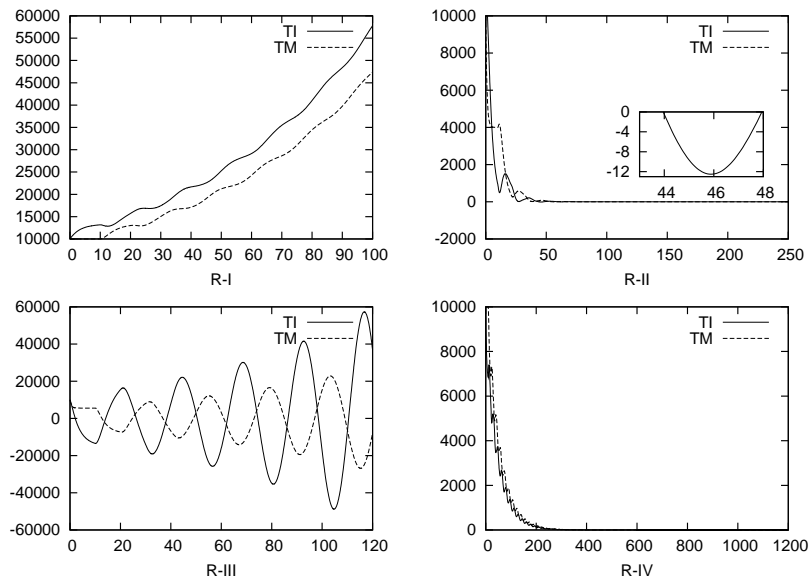 60000
55000
50000
45000
40000
35000
30000
25000
20000
15000
10000
0 10 20 30 40 50 60 70 80 90 100
TI
TM
R-I
10000
8000
6000
4000
2000
0
-2000
0 50 100 150 200 250
TI
TM
0
-4
-8
-12
44 46 48
R-II
60000
40000
20000
0
-20000
-40000
-60000
0 20 40 60 80 100 120
TI
TM
R-III
10000
8000
6000
4000
2000
0
0 200 400 600 800 1000 1200
TI
TM
R-IV